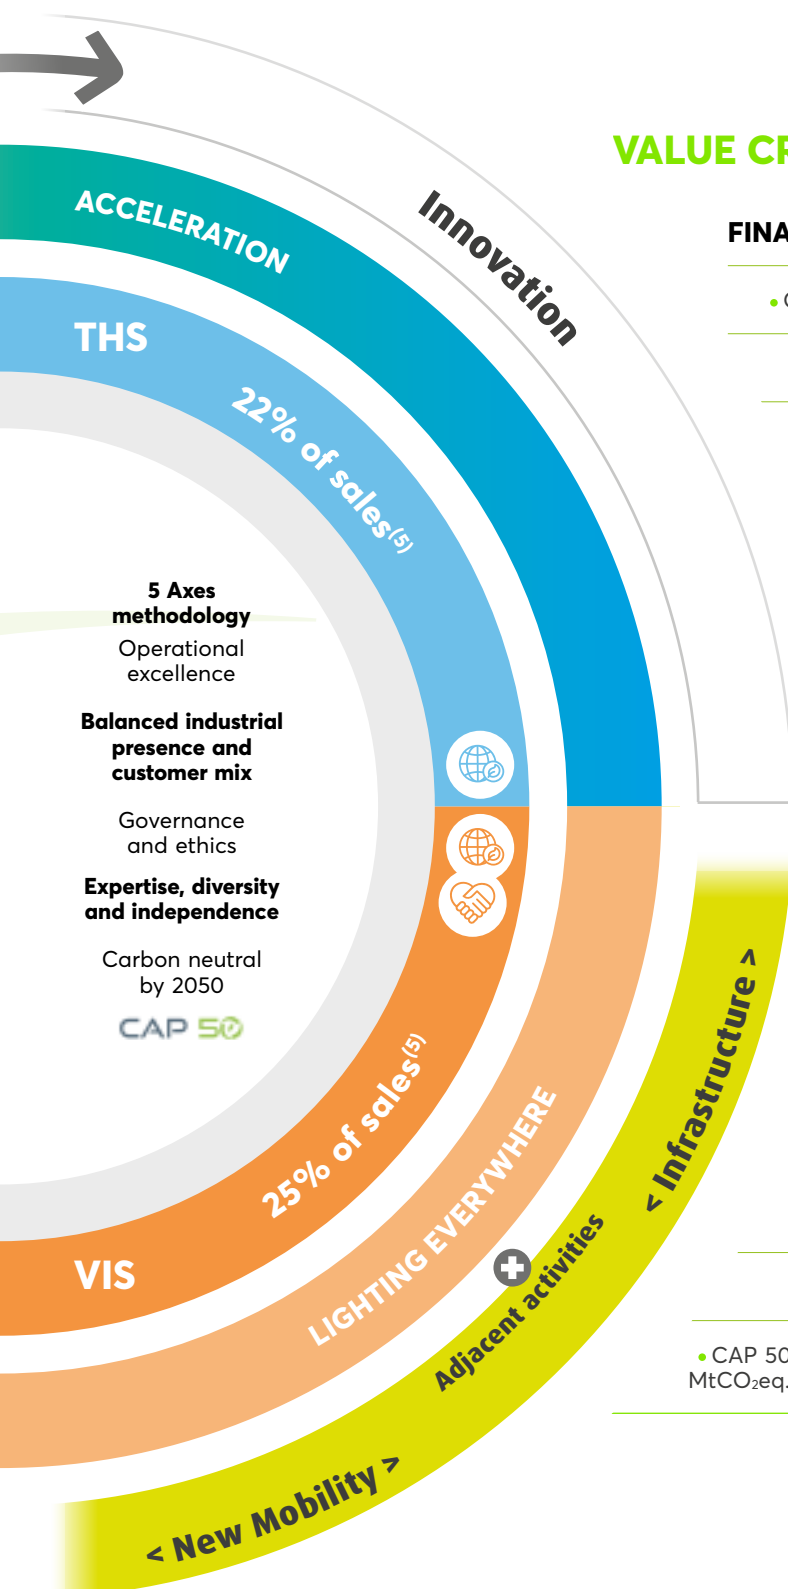 VALUE CR
FINA
Innovation
ACCELERATION
THS
22% of sales(5)
5 Axes
methodology
Operational
excellence
Balanced industrial
presence and
customer mix
Governance
and ethics
Expertise, diversity
and independence
Carbon neutral
by 2050
CAP 50
25% of sales(5)
VIS
LIGHTING EVERYWHERE
< Infrastructure >
Adjacent activities
< New Mobility >
• CAP 50
MtCO₂eq.